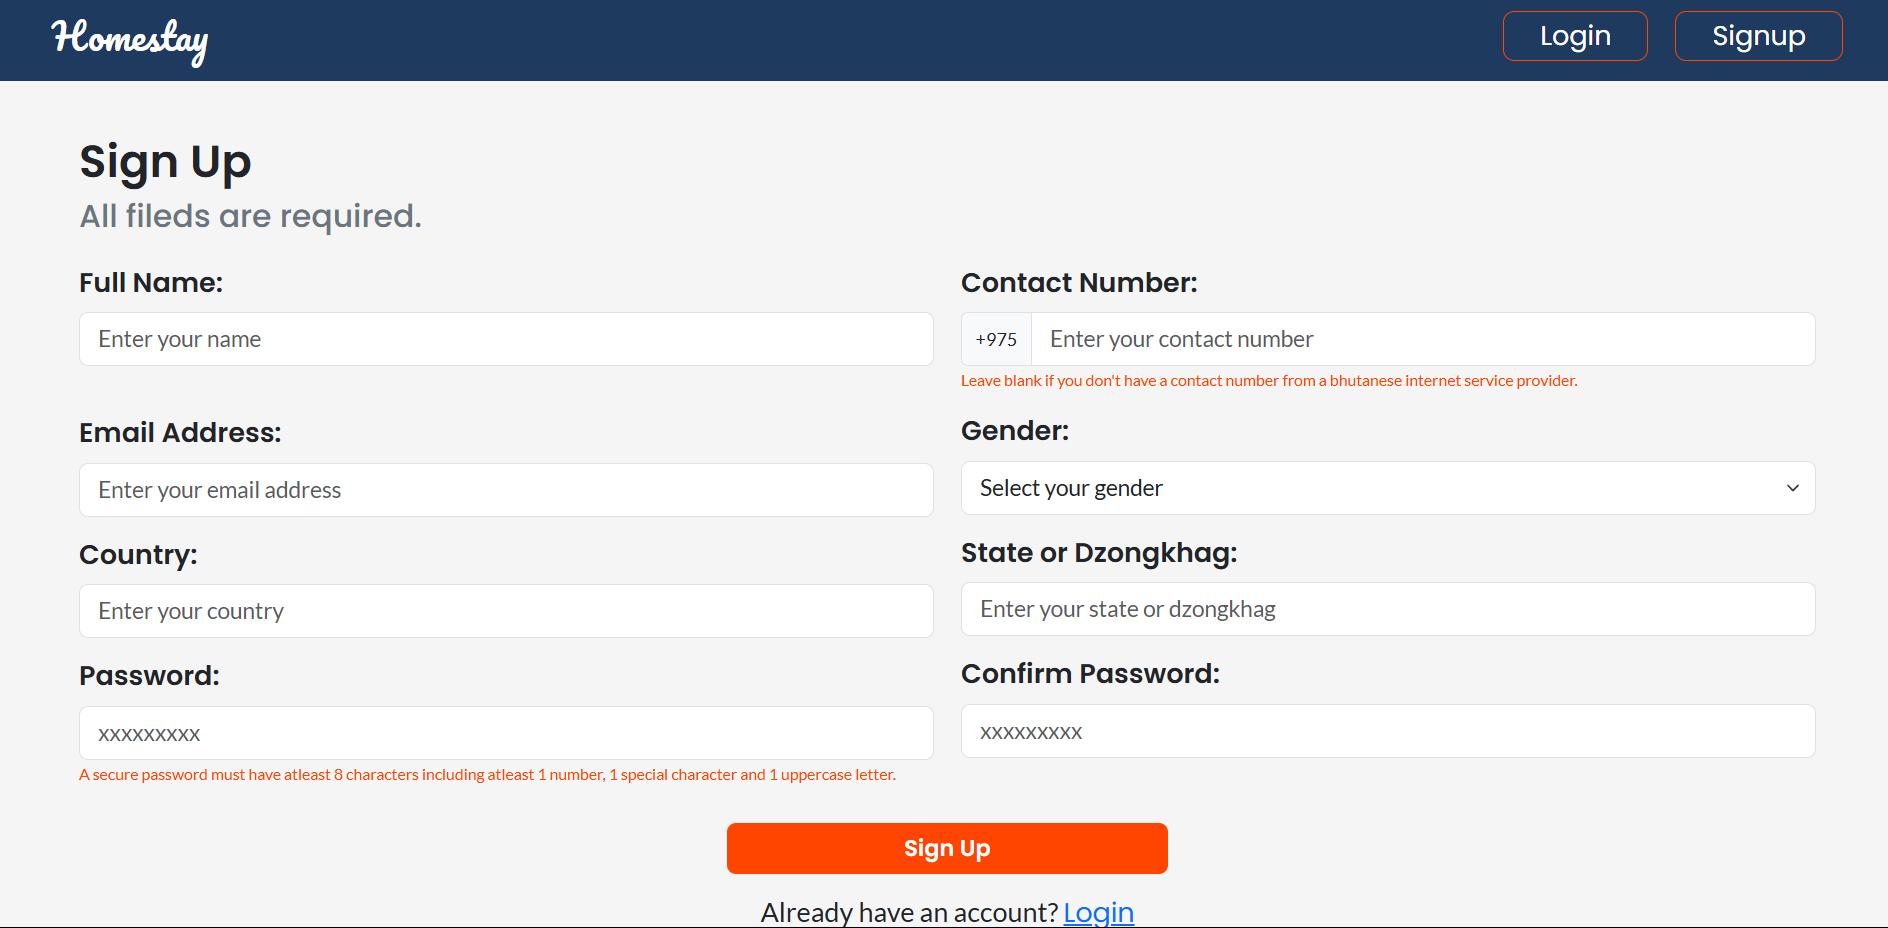 Homestay
Login
Signup
Sign Up
All fileds are required.
Full Name:
Enter your name
Contact Number:
+975
Enter your contact number
Leave blank if you don't have a contact number from a bhutanese internet service provider.
Email Address:
Enter your email address
Gender:
Select your gender
Country:
Enter your country
State or Dzongkhag:
Enter your state or dzongkhag
Password:
xxxxxxxxx
A secure password must have atleast 8 characters including atleast 1 number, 1 special character and 1 uppercase letter.
Confirm Password:
xxxxxxxxx
Sign Up
Already have an account? Login